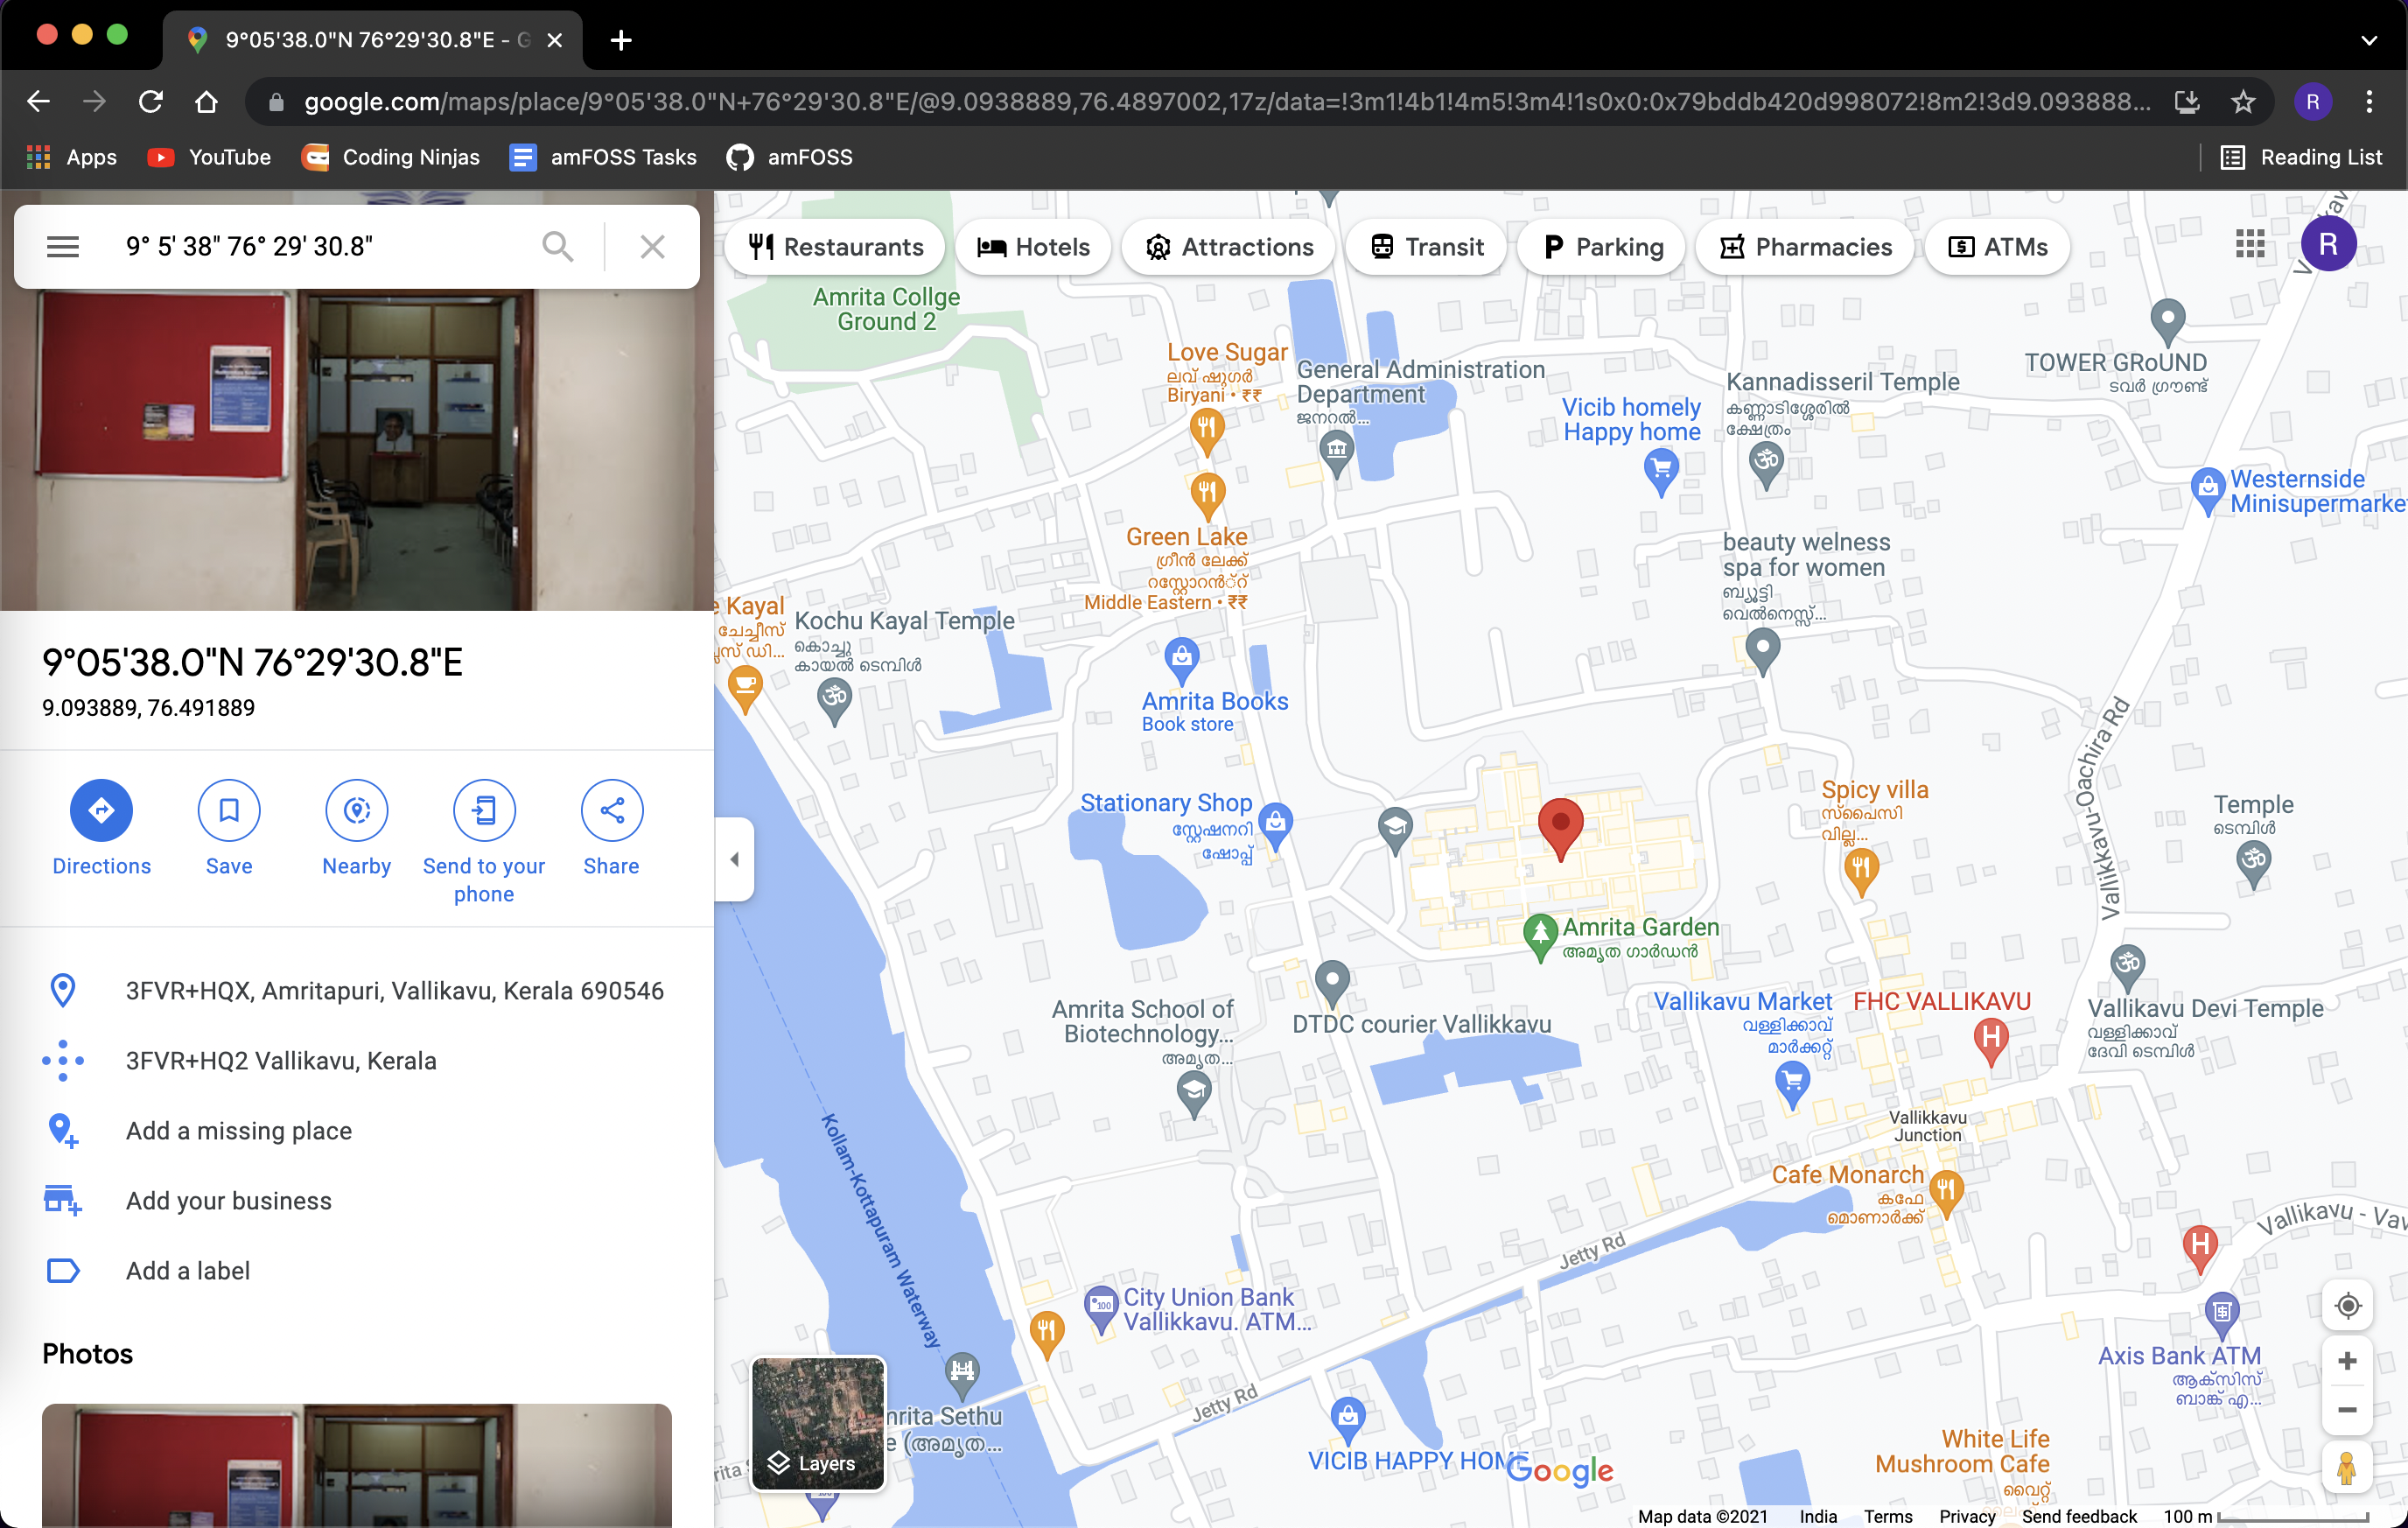 9°05'38.0"N 76°29'30.8"E - G
google.com/maps/place/9°05'38.0"N+76°29'30.8"E/@9.0938889,76.4897002,17z/data=!3m1!4b1!4m5!3m4!1s0x0:0x79bddb420d998072!8m2!3d9.093888...
R
Apps
YouTube
Coding Ninjas
amFOSS Tasks
amFOSS
Reading List
9° 5' 38" 76° 29' 30.8"
9°05'38.0"N 76°29'30.8"E
9.093889, 76.491889
Directions
Save
Nearby
Send to your
phone
Share
3FVR+HQX, Amritapuri, Vallikavu, Kerala 690546
3FVR+HQ2 Vallikavu, Kerala
Add a missing place
Add your business
Add a label
Photos
Restaurants
Hotels
Attractions
Transit
Parking
Pharmacies
ATMs
R
Amrita Collge
Ground 2
Love Sugar
ലവ് ഷുഗർ
Biryani • ₹₹
General Administration
Department
ജനറൽ...
Vicib homely
Happy home
Kannadisseril Temple
കണ്ണാടിശ്ശേരിൽ
ക്ഷേത്രം
TOWER GRoUND
ടവർ ഗ്രൗണ്ട്
Westernside
Minisupermarke
Green Lake
ഗ്രീൻ ലേക്ക്
Middle Eastern • ₹₹
beauty welness
spa for women
ബ്യൂട്ടി
വെൽനെസ്സ്...
e Kayal
ചേച്ചീസ്
Kochu Kayal Temple
കൊച്ചു
കായൽ ടെമ്പിൾ
Amrita Books
Book store
Stationary Shop
സ്റ്റേഷനറി
ഷോപ്പ്
Spicy villa
സ്പൈസി
വില്ല...
Vallikkavu-Oachira Rd
Temple
ടെമ്പിൾ
Amrita Garden
അമൃത ഗാർഡൻ
Amrita School of
Biotechnology...
അമൃത...
DTDC courier Vallikkavu
Vallikavu Market
വള്ളിക്കാവ്
മാർക്കറ്റ്
FHC VALLIKAVU
Vallikavu Devi Temple
വള്ളിക്കാവ്
ദേവി ടെമ്പിൾ
Vallikkavu
Junction
Cafe Monarch
കഫേ
മൊണാർക്ക്
Kollam-Kottapuram Waterway
Jetty Rd
Vallikavu - Vav
City Union Bank
Vallikkavu. ATM...
Axis Bank ATM
ആക്സിസ്
ബാങ്ക് എ...
Jetty Rd
nrita Sethu
e (അമൃത...
Layers
VICIB HAPPY HOM
Google
White Life
Mushroom Cafe
വൈറ്റ്
Map data ©2021
India
Terms
Privacy
Send feedback
100 m